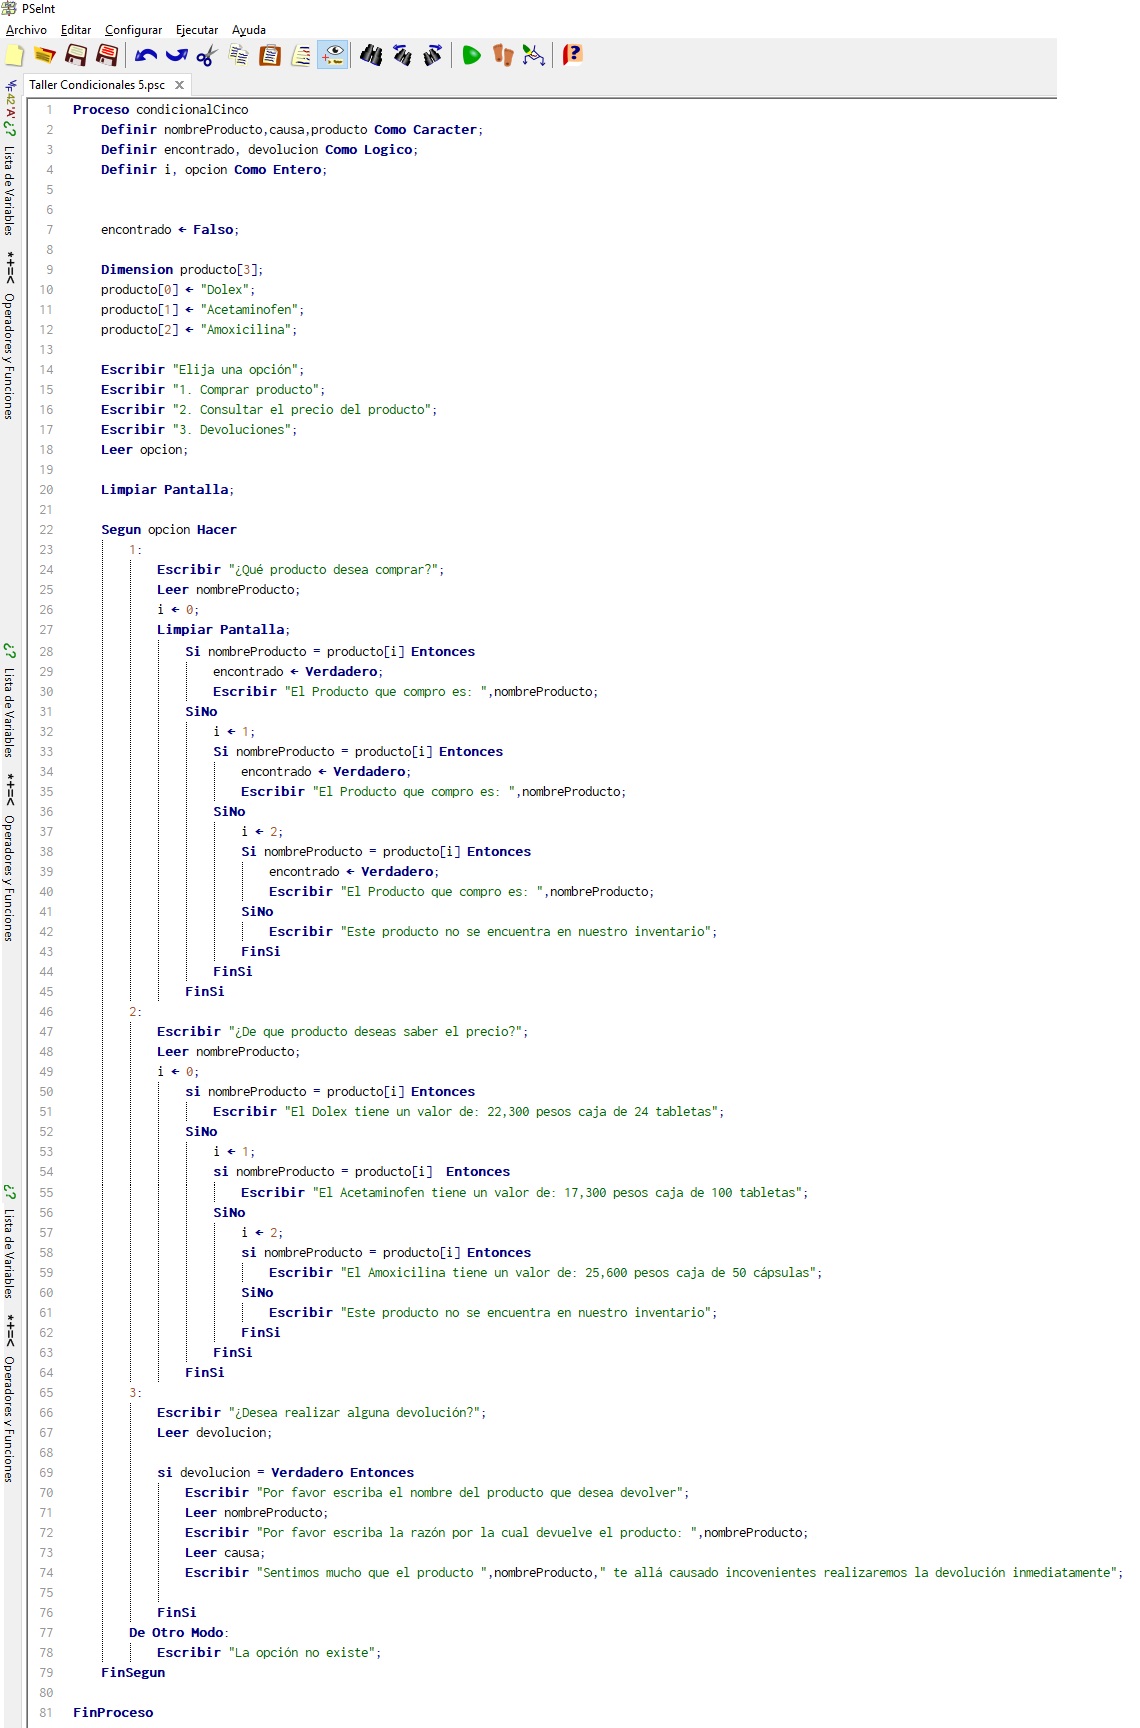 PSeInt
Archivo Editar Configurar Ejecutar Ayuda
Taller Condicionales 5.psc X
1 Proceso condicionalCinco
2 Definir nombreProducto,causa,producto Como Caracter;
3 Definir encontrado, devolucion Como Logico;
4 Definir i, opcion Como Entero;
5
6
7 encontrado ← Falso;
8
9 Dimension producto[3];
10 producto[0] ← "Dolex";
11 producto[1] ← "Acetaminofen";
12 producto[2] ← "Amoxicilina";
13
14 Escribir "Elija una opción";
15 Escribir "1. Comprar producto";
16 Escribir "2. Consultar el precio del producto";
17 Escribir "3. Devoluciones";
18 Leer opcion;
19
20 Limpiar Pantalla;
21
22 Segun opcion Hacer
23 1:
24 Escribir "¿Qué producto desea comprar?";
25 Leer nombreProducto;
26 i ← 0;
27 Limpiar Pantalla;
28 Si nombreProducto = producto[i] Entonces
29 encontrado ← Verdadero;
30 Escribir "El Producto que compro es: ",nombreProducto;
31 SiNo
32 i ← 1;
33 Si nombreProducto = producto[i] Entonces
34 encontrado ← Verdadero;
35 Escribir "El Producto que compro es: ",nombreProducto;
36 SiNo
37 i ← 2;
38 Si nombreProducto = producto[i] Entonces
39 encontrado ← Verdadero;
40 Escribir "El Producto que compro es: ",nombreProducto;
41 SiNo
42 Escribir "Este producto no se encuentra en nuestro inventario";
43 FinSi
44 FinSi
45 FinSi
46 2:
47 Escribir "¿De que producto deseas saber el precio?";
48 Leer nombreProducto;
49 i ← 0;
50 si nombreProducto = producto[i] Entonces
51 Escribir "El Dolex tiene un valor de: 22,300 pesos caja de 24 tabletas";
52 SiNo
53 i ← 1;
54 si nombreProducto = producto[i] Entonces
55 Escribir "El Acetaminofen tiene un valor de: 17,300 pesos caja de 100 tabletas";
56 SiNo
57 i ← 2;
58 si nombreProducto = producto[i] Entonces
59 Escribir "El Amoxicilina tiene un valor de: 25,600 pesos caja de 50 cápsulas";
60 SiNo
61 Escribir "Este producto no se encuentra en nuestro inventario";
62 FinSi
63 FinSi
64 FinSi
65 3:
66 Escribir "¿Desea realizar alguna devolución?";
67 Leer devolucion;
68
69 si devolucion = Verdadero Entonces
70 Escribir "Por favor escriba el nombre del producto que desea devolver";
71 Leer nombreProducto;
72 Escribir "Por favor escriba la razón por la cual devuelve el producto: ",nombreProducto;
73 Leer causa;
74 Escribir "Sentimos mucho que el producto ",nombreProducto," te allá causado incovenientes realizaremos la devolución inmediatamente";
75
76 FinSi
77 De Otro Modo:
78 Escribir "La opción no existe";
79 FinSegun
80
81 FinProceso
V/F 42 'A' ¿? Lista de Variables
*+=< Operadores y Funciones
¿? Lista de Variables
*+=< Operadores y Funciones
¿? Lista de Variables
*+=< Operadores y Funciones